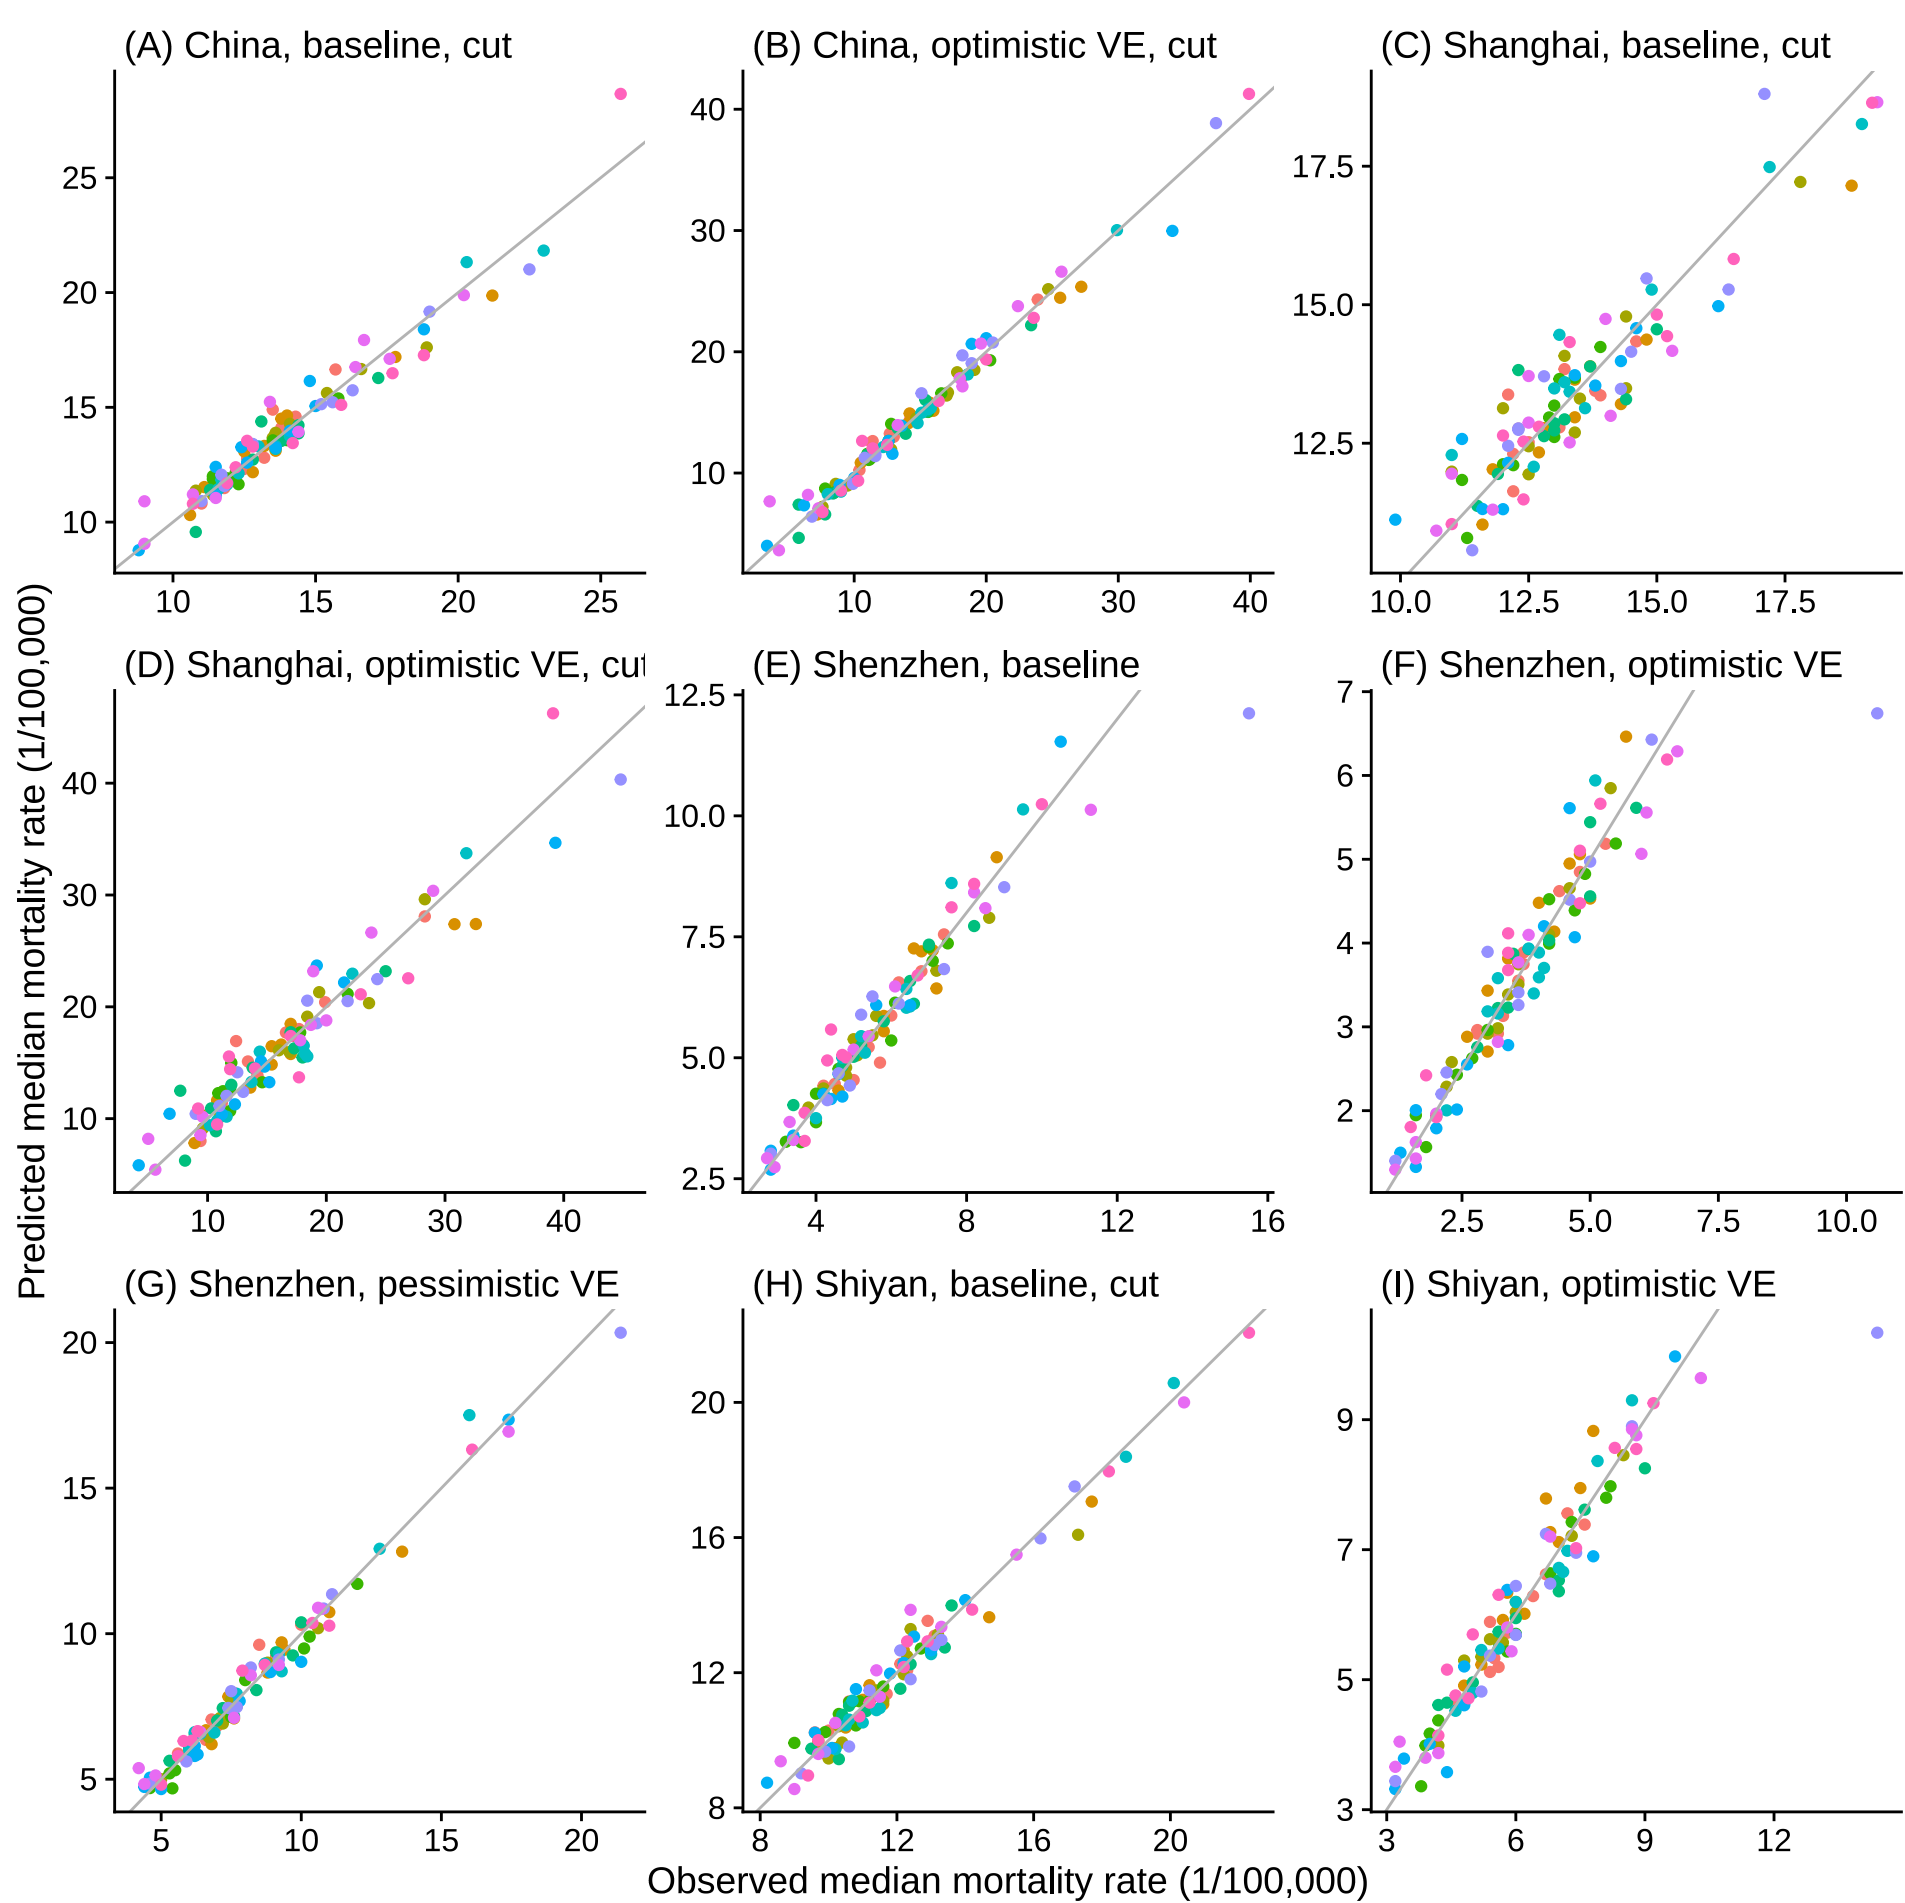 (A) China, baseline, cut
(B) China, optimistic VE, cut
(C) Shanghai, baseline, cut
25
20
15
10
10 15 20 25
40
30
20
10
10 20 30 40
17.5
15.0
12.5
10.0 12.5 15.0 17.5
(D) Shanghai, optimistic VE, cut
(E) Shenzhen, baseline
(F) Shenzhen, optimistic VE
40
30
20
10
10 20 30 40
12.5
10.0
7.5
5.0
2.5
4 8 12 16
7
6
5
4
3
2
2.5 5.0 7.5 10.0
(G) Shenzhen, pessimistic VE
(H) Shiyan, baseline, cut
(I) Shiyan, optimistic VE
20
15
10
5
5 10 15 20
20
16
12
8
8 12 16 20
9
7
5
3
3 6 9 12
Predicted median mortality rate (1/100,000)
Observed median mortality rate (1/100,000)